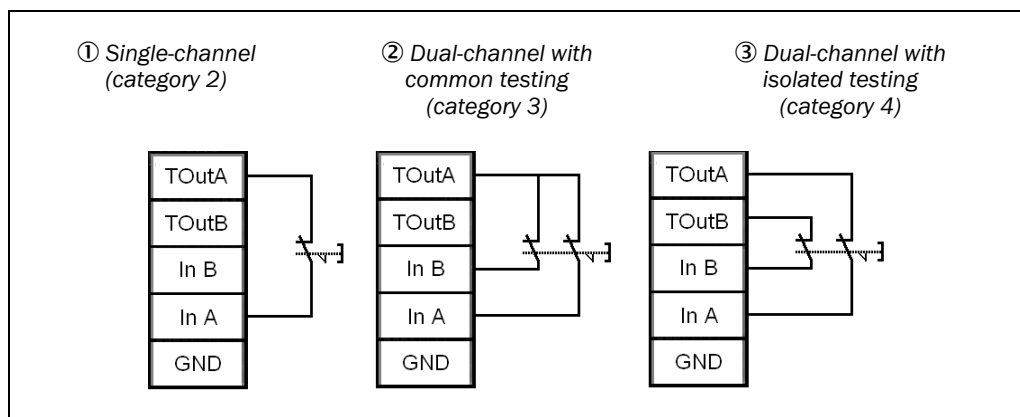 ① Single-channel
(category 2)
② Dual-channel with
common testing
(category 3)
③ Dual-channel with
isolated testing
(category 4)
TOutA
TOutB
In B
In A
GND
TOutA
TOutB
In B
In A
GND
TOutA
TOutB
In B
In A
GND